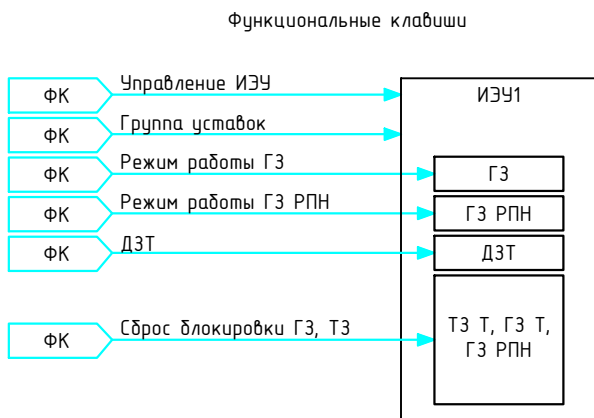 Функциональные клавиши
ФК
Управление ИЭУ
ИЭУ1
ФК
Группа уставок
ФК
Режим работы ГЗ
ГЗ
ФК
Режим работы ГЗ РПН
ГЗ РПН
ФК
ДЗТ
ДЗТ
ФК
Сброс блокировки ГЗ, ТЗ
ТЗ Т, ГЗ Т,
ГЗ РПН